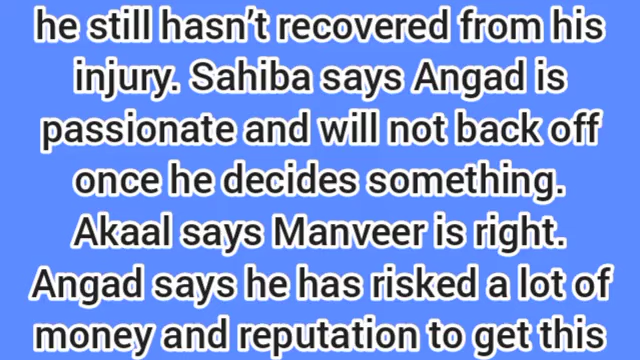 he still hasn’t recovered from his
injury. Sahiba says Angad is
passionate and will not back off
once he decides something.
Akaal says Manveer is right.
Angad says he has risked a lot of
money and reputation to get this